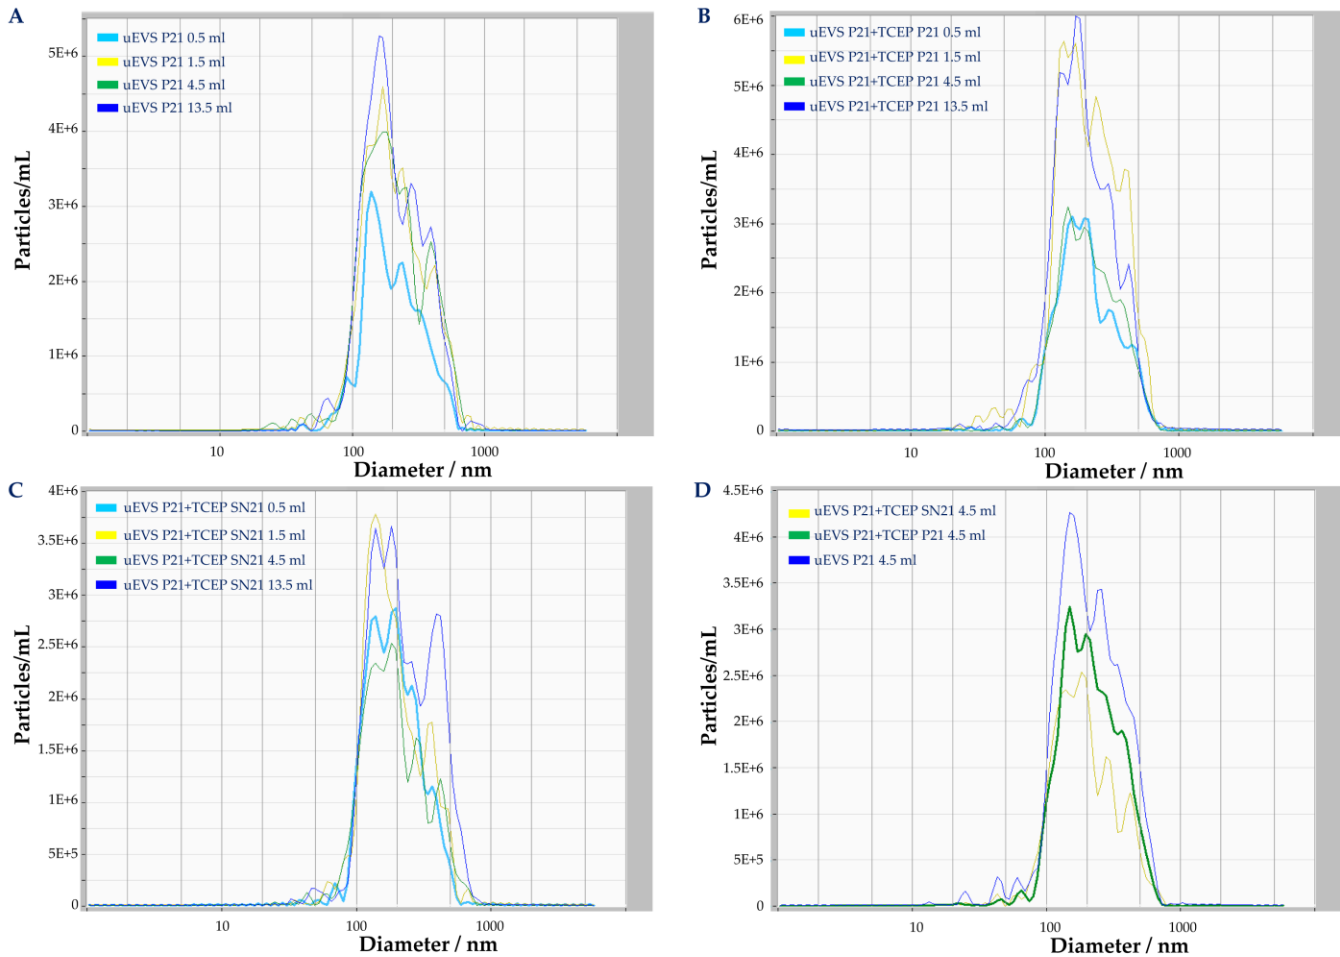 A
uEVS P21 0.5 ml
uEVS P21 1.5 ml
uEVS P21 4.5 ml
uEVS P21 13.5 ml
5E+6
4E+6
3E+6
2E+6
1E+6
0
Particles/mL
10
100
1000
Diameter / nm
B
uEVS P21+TCEP P21 0.5 ml
uEVS P21+TCEP P21 1.5 ml
uEVS P21+TCEP P21 4.5 ml
uEVS P21+TCEP P21 13.5 ml
6E+6
5E+6
4E+6
3E+6
2E+6
1E+6
0
Particles/mL
10
100
1000
Diameter / nm
C
uEVS P21+TCEP SN21 0.5 ml
uEVS P21+TCEP SN21 1.5 ml
uEVS P21+TCEP SN21 4.5 ml
uEVS P21+TCEP SN21 13.5 ml
4E+6
3.5E+6
3E+6
2.5E+6
2E+6
1.5E+6
1E+6
5E+5
0
Particles/mL
10
100
1000
Diameter / nm
D
uEVS P21+TCEP SN21 4.5 ml
uEVS P21+TCEP P21 4.5 ml
uEVS P21 4.5 ml
4.5E+6
4E+6
3.5E+6
3E+6
2.5E+6
2E+6
1.5E+6
1E+6
5E+5
0
Particles/mL
10
100
1000
Diameter / nm